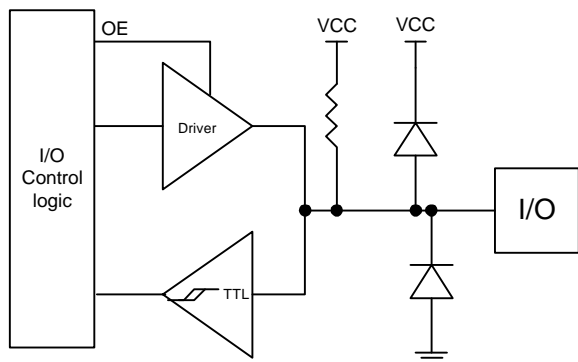 OE
VCC
VCC
Driver
I/O
Control
logic
I/O
TTL